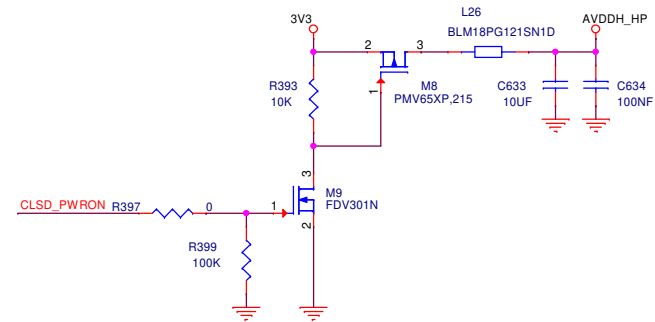 L26
3V3
AVDDH_HP
BLM18PG121SN1D
2
3
R393
10K
1
M8
PMV65XP,215
C633
10UF
C634
100NF
3
M9
FDV301N
CLSD_PWRON
R397
0
1
2
R399
100K